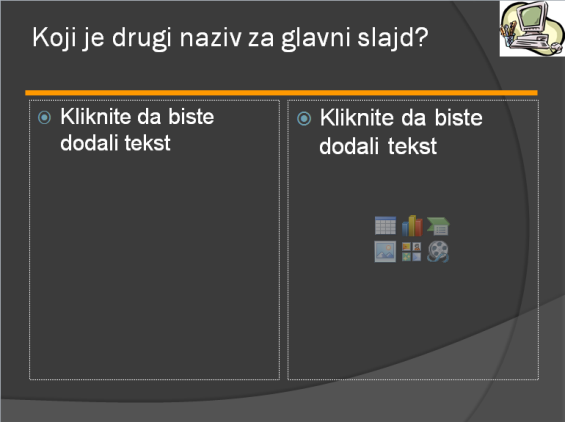 Koji je drugi naziv za glavni slajd?
Kliknite da biste
dodali tekst
Kliknite da biste
dodali tekst